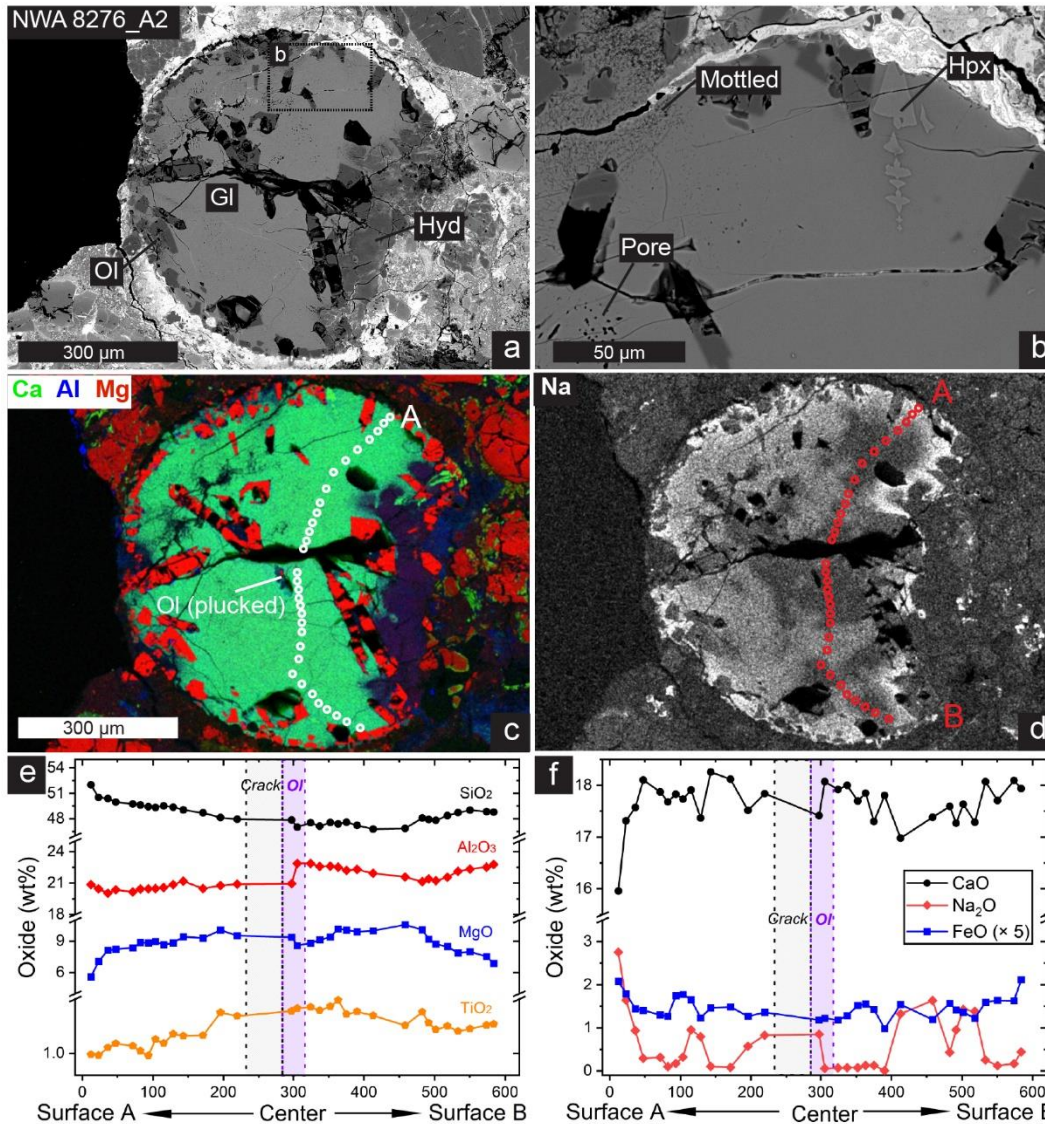 NWA 8276_A2
b
Gl
Ol
Hyd
300 µm
a
Mottled
Hpx
Pore
50 µm
b
Ca Al Mg
A
Ol (plucked)
300 µm
c
Na
A
B
d
e
Oxide (wt%)
54
51
48
24
21
18
9
6
1.0
Crack
Ol
SiO₂
Al₂O₃
MgO
TiO₂
0 100 200 300 400 500 600
Surface A Center Surface B
f
Oxide (wt%)
18
17
16
3
2
1
0
Crack
Ol
CaO
Na₂O
FeO (× 5)
0 100 200 300 400 500 600
Surface A Center Surface B